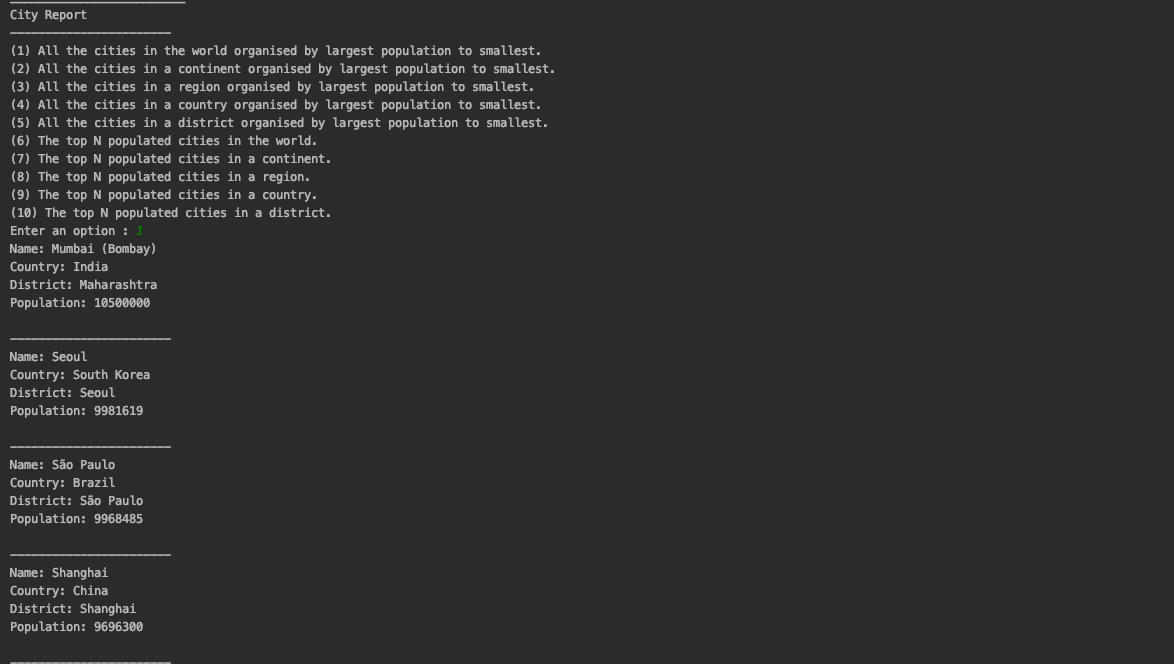 City Report
(1) All the cities in the world organised by largest population to smallest.
(2) All the cities in a continent organised by largest population to smallest.
(3) All the cities in a region organised by largest population to smallest.
(4) All the cities in a country organised by largest population to smallest.
(5) All the cities in a district organised by largest population to smallest.
(6) The top N populated cities in the world.
(7) The top N populated cities in a continent.
(8) The top N populated cities in a region.
(9) The top N populated cities in a country.
(10) The top N populated cities in a district.
Enter an option : 1
Name: Mumbai (Bombay)
Country: India
District: Maharashtra
Population: 10500000
Name: Seoul
Country: South Korea
District: Seoul
Population: 9981619
Name: São Paulo
Country: Brazil
District: São Paulo
Population: 9968485
Name: Shanghai
Country: China
District: Shanghai
Population: 9696300